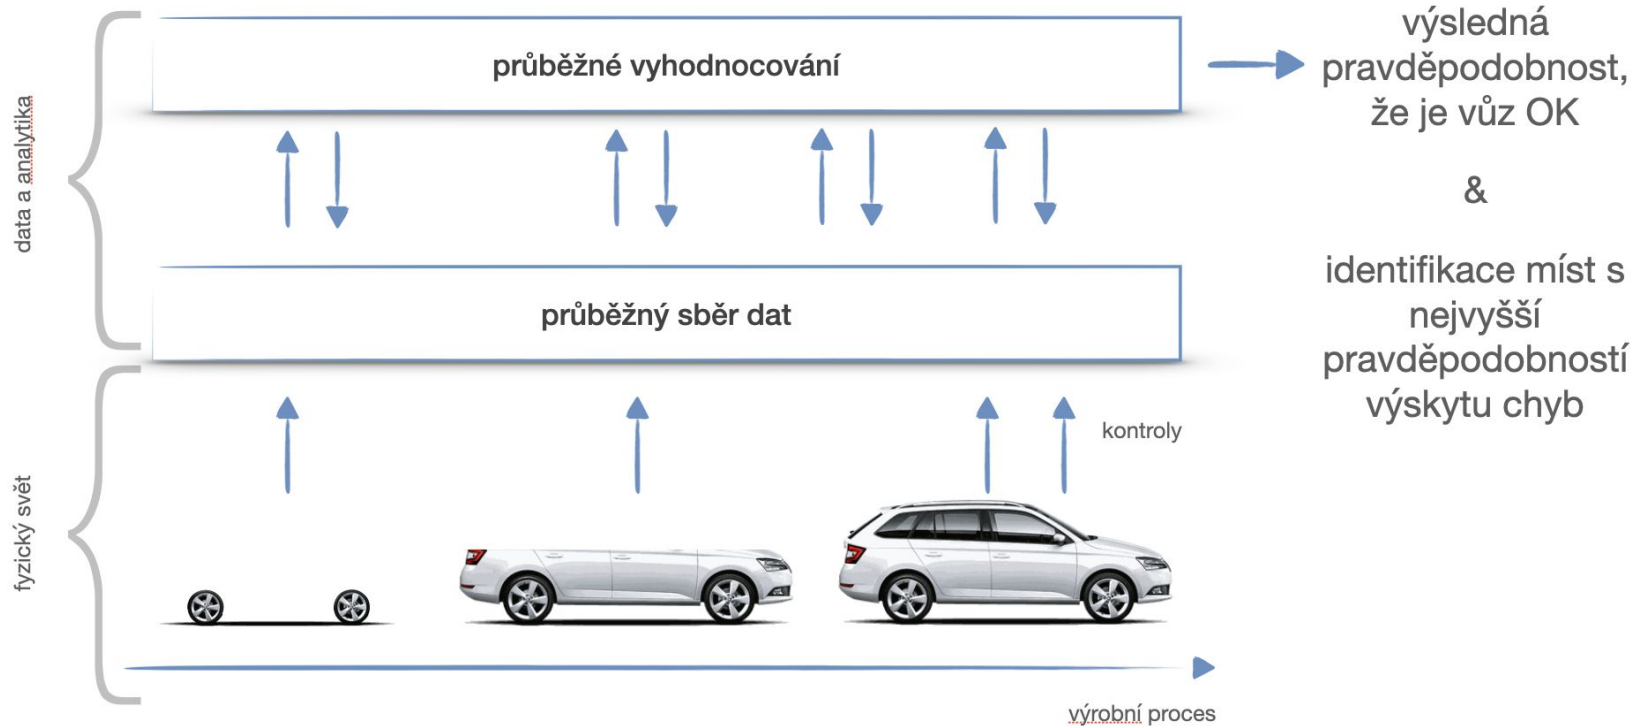 průběžné vyhodnocování
výsledná
pravděpodobnost,
že je vůz OK
&
identifikace míst s
nejvyšší
pravděpodobností
výskytu chyb
data a analytika
průběžný sběr dat
kontroly
fyzický svět
výrobní proces